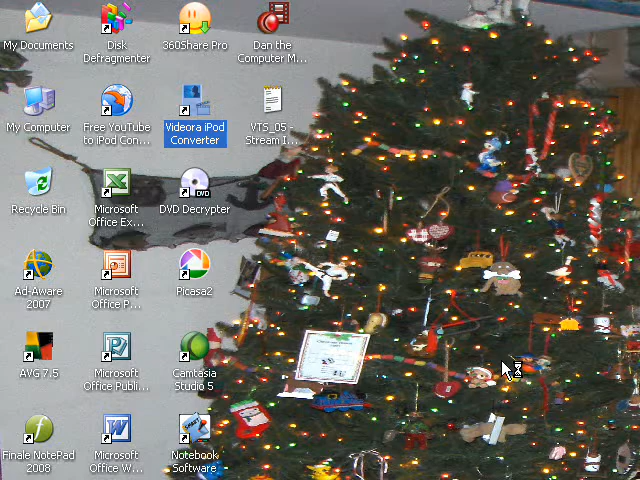 My Documents
Disk
Defragmenter
360Share Pro
Dan the
Computer M...
My Computer
Free YouTube
to iPod Con...
Videora iPod
Converter
VTS_05 -
Stream I...
Recycle Bin
Microsoft
Office Ex...
DVD
DVD Decrypter
Ad-Aware
2007
Microsoft
Office P...
Picasa2
AVG 7.5
Microsoft
Office Publi...
Camtasia
Studio 5
Finale NotePad
2008
Microsoft
Office W...
Notebook
Software